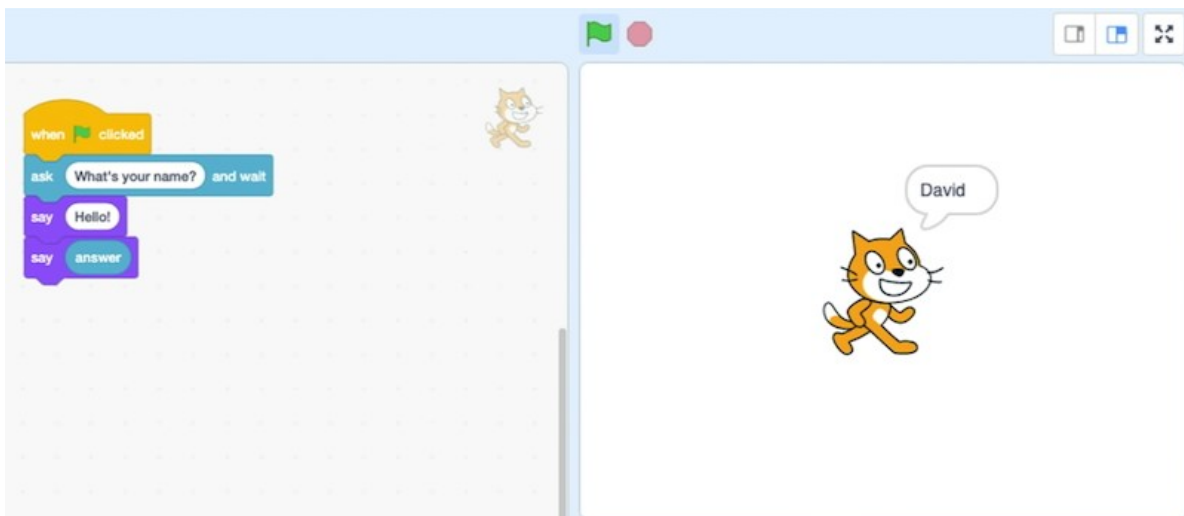 when clicked
ask What's your name? and wait
say Hello!
say answer
David